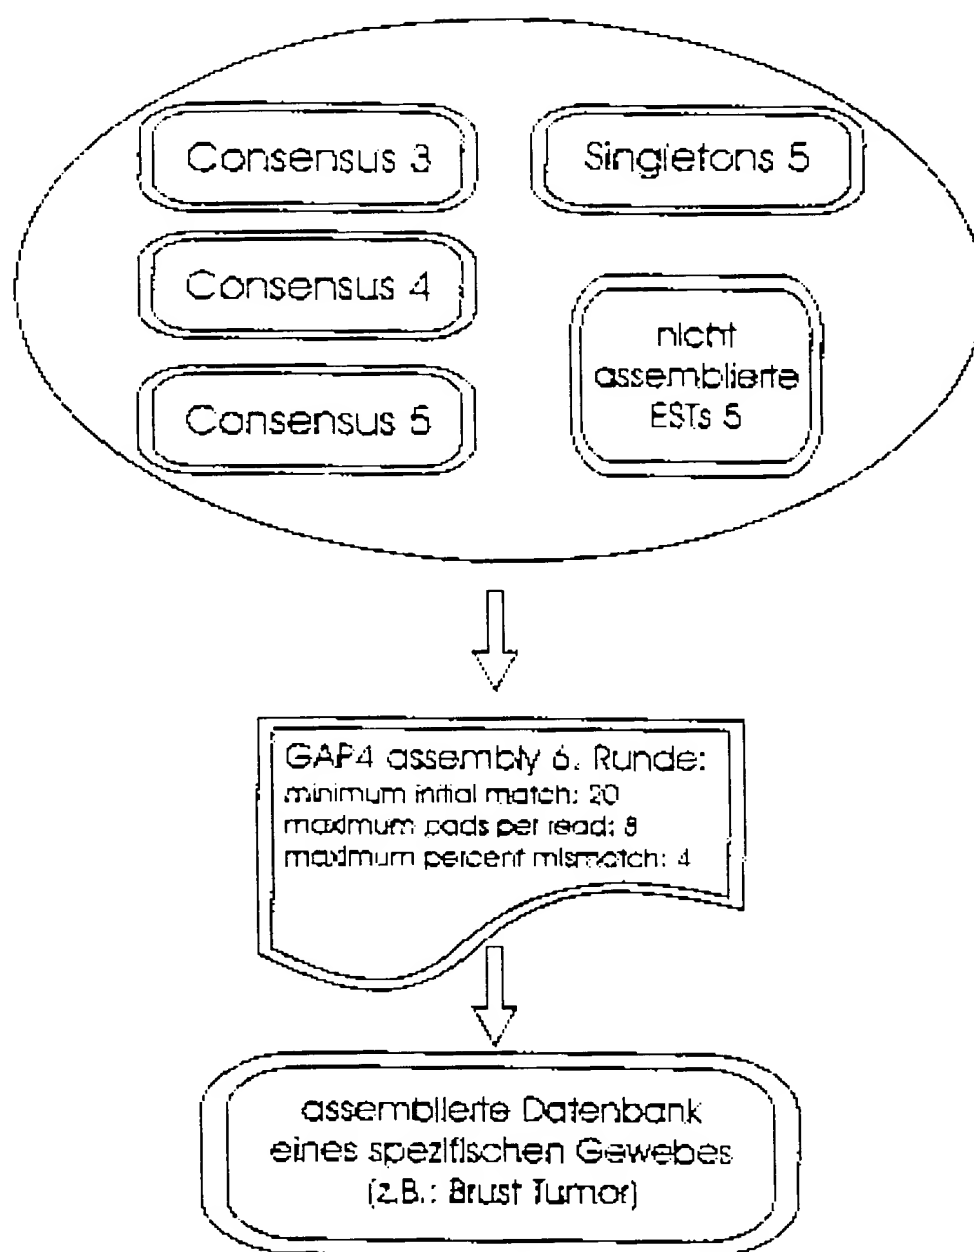 Consensus 3
Singletons 5
Consensus 4
nicht
assemblierte
ESTs 5
Consensus 5
GAP4 assembly 6. Runde:
minimum initial match: 20
maximum pads per read: 8
maximum percent mismatch: 4
assemblierte Datenbank
eines spezifischen Gewebes
(z.B.: Brust Tumor)